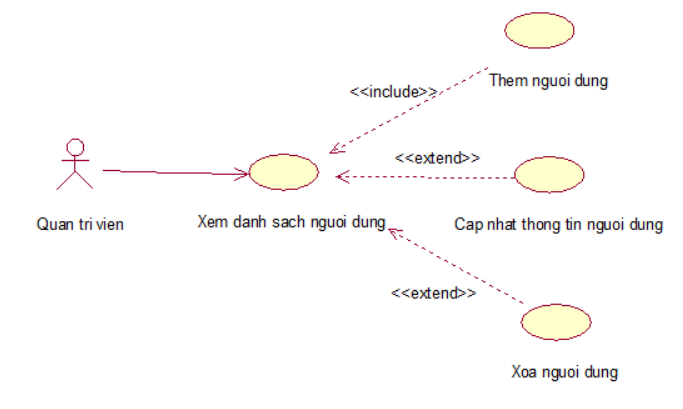 Them nguoi dung
<<include>>
<<extend>>
Quan tri vien
Xem danh sach nguoi dung
Cap nhat thong tin nguoi dung
<<extend>>
Xoa nguoi dung